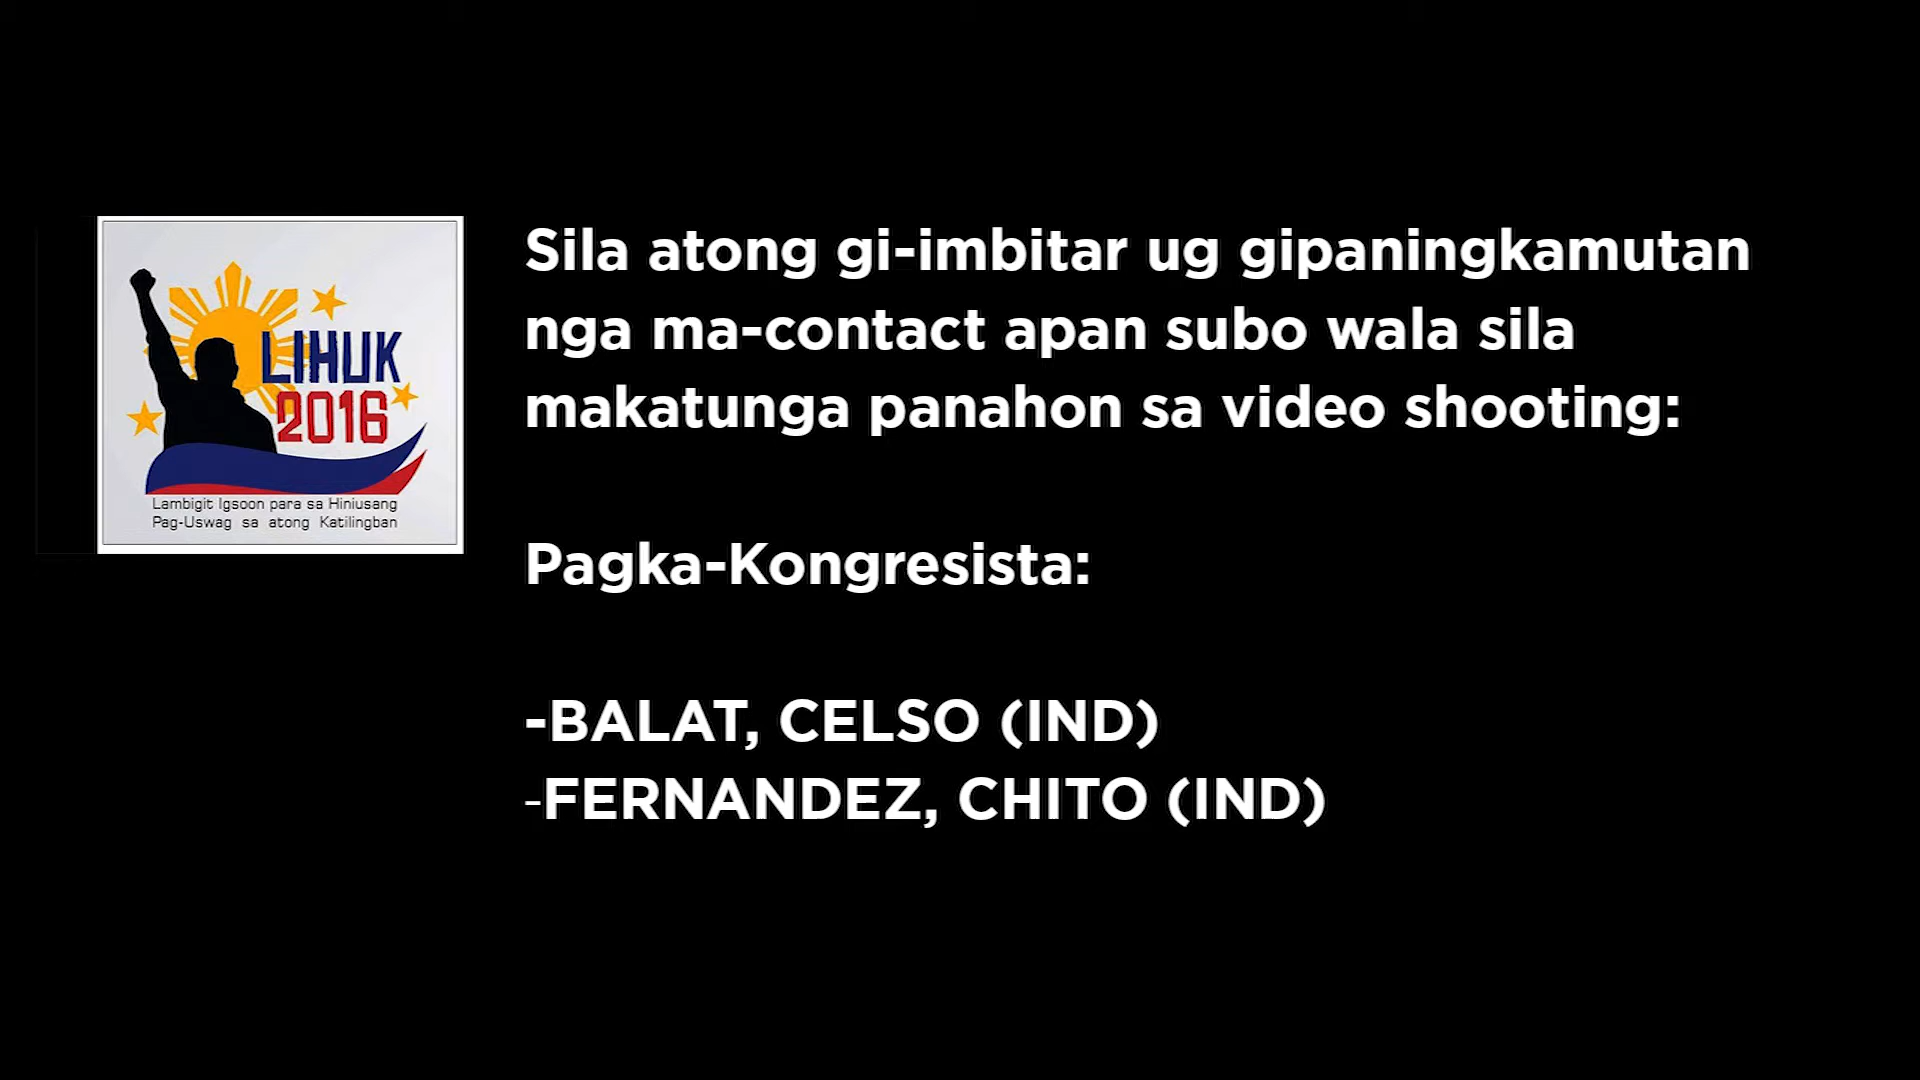 LIHUK
2016
Lambigit Igsoon para sa Hiniusang
Pag-Uswag sa atong Katilingban
Sila atong gi-imbitar ug gipaningkamutan
nga ma-contact apan subo wala sila
makatunga panahon sa video shooting:
Pagka-Kongresista:
-BALAT, CELSO (IND)
-FERNANDEZ, CHITO (IND)